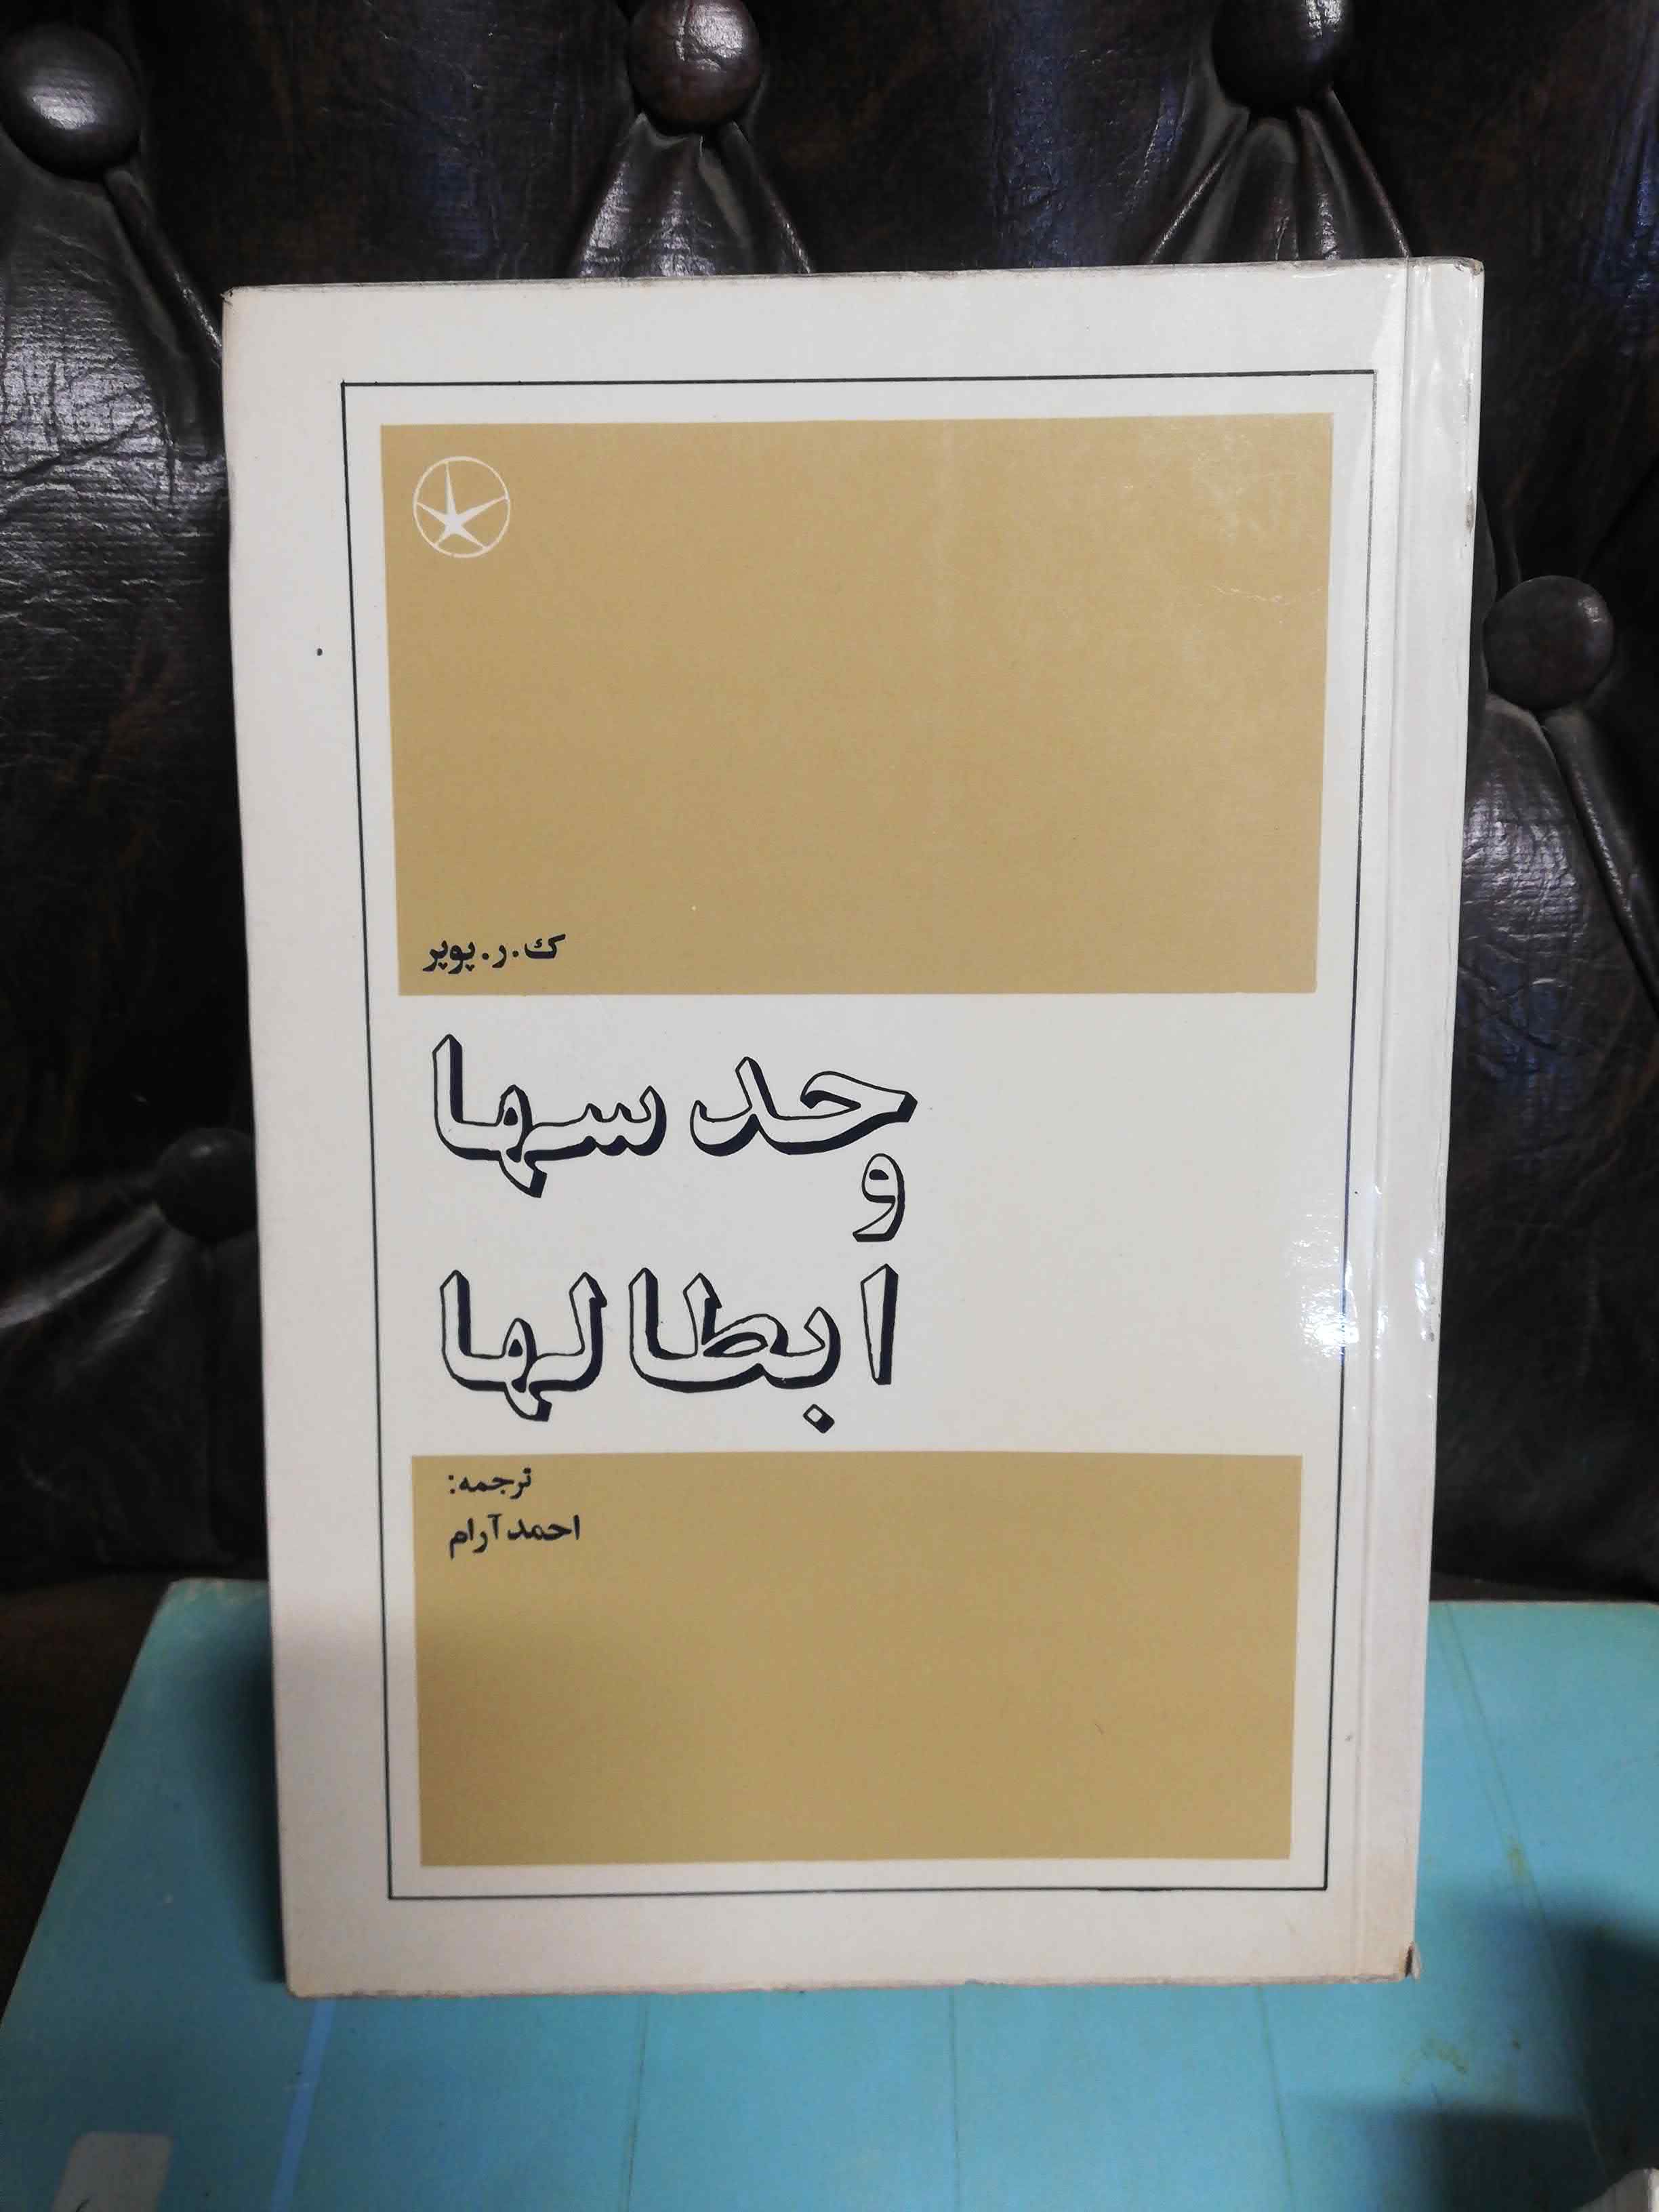 ك. ر. پوپر
حدسها
و
ابطالها
ترجمه:
احمد آرام